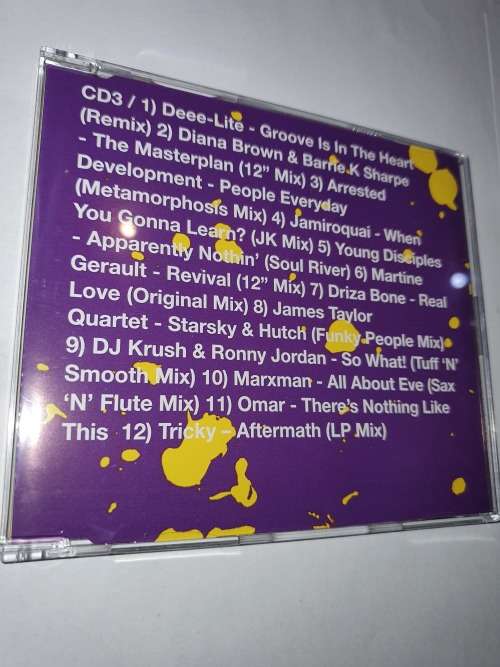 CD3 / 1) Deee-Lite - Groove Is In The Heart
(Remix) 2) Diana Brown & Barrie K Sharpe
- The Masterplan (12” Mix) 3) Arrested
Development - People Everyday
(Metamorphosis Mix) 4) Jamiroquai - When
You Gonna Learn? (JK Mix) 5) Young Disciples
- Apparently Nothin’ (Soul River) 6) Martine
Gerault - Revival (12” Mix) 7) Driza Bone - Real
Love (Original Mix) 8) James Taylor
Quartet - Starsky & Hutch (Funky People Mix)
9) DJ Krush & Ronny Jordan - So What! (Tuff ‘N’
Smooth Mix) 10) Marxman - All About Eve (Sax
‘N’ Flute Mix) 11) Omar - There’s Nothing Like
This 12) Tricky - Aftermath (LP Mix)